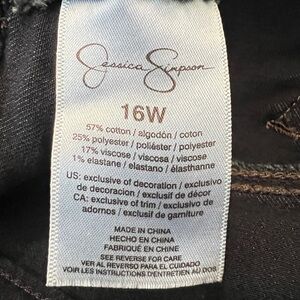 Jessica Simpson
16W
57% cotton / algodón / coton
25% polyester / poliéster / polyester
17% viscose / viscosa / viscose
1% elastane / elastano / élasthanne
US: exclusive of decoration / exclusivo
de decoracion / exclusif de décor
CA: exclusive of trim / exclusivo de
adornos / exclusif de garniture
MADE IN CHINA
HECHO EN CHINA
FABRIQUÉ EN CHINE
SEE REVERSE FOR CARE
VER AL REVERSO PARA EL CUIDADO
VOIR LES INSTRUCTIONS D'ENTRETIEN AU DOS